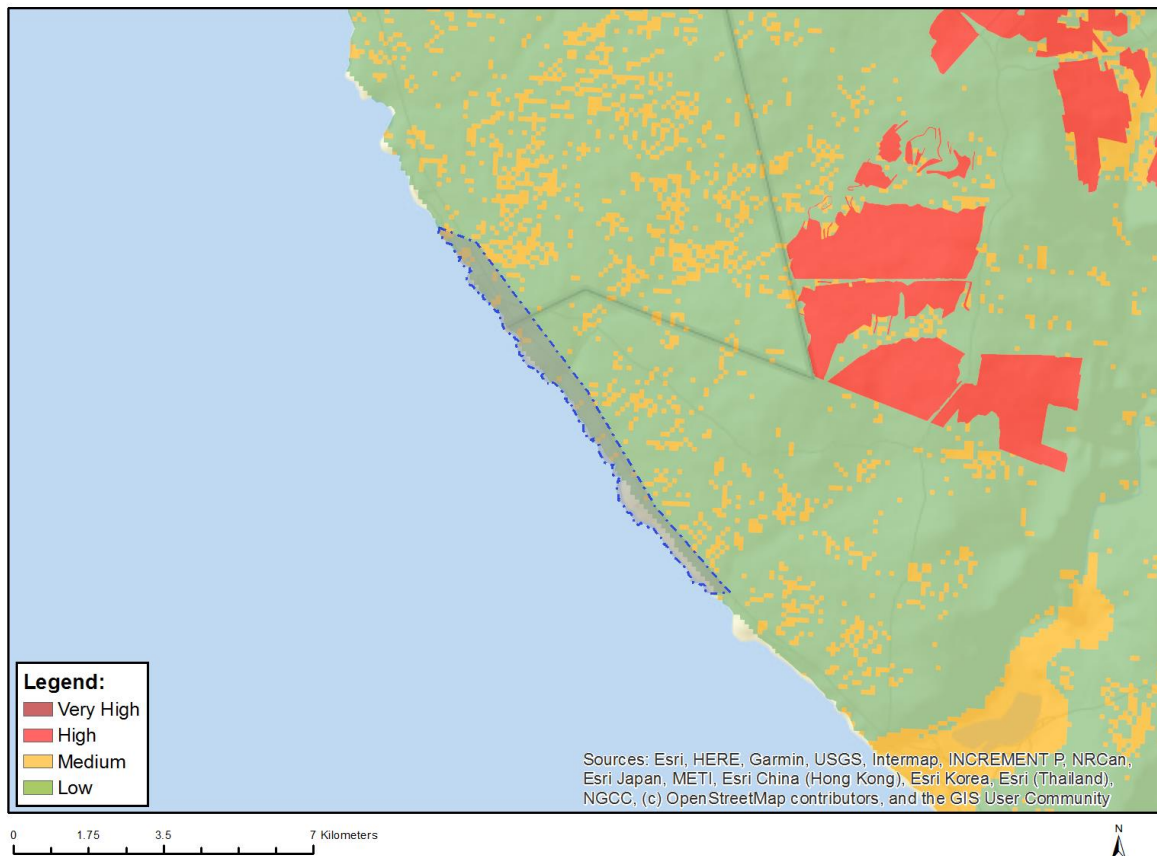 Legend:
Very High
High
Medium
Low
Sources: Esri, HERE, Garmin, USGS, Intermap, INCREMENT P, NRCan,
Esri Japan, METI, Esri China (Hong Kong), Esri Korea, Esri (Thailand),
NGCC, (c) OpenStreetMap contributors, and the GIS User Community
0 1.75 3.5 7 Kilometers
N